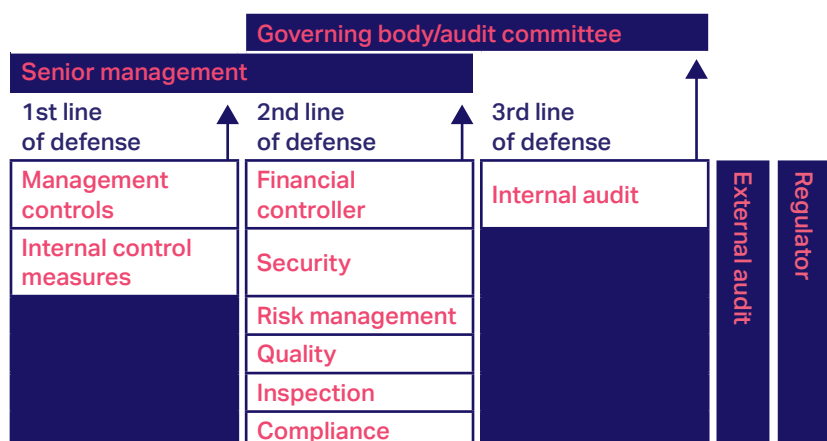 Governing body/audit committee
Senior management
1st line
of defense
2nd line
of defense
3rd line
of defense
Management
controls
Internal control
measures
Financial
controller
Security
Risk management
Quality
Inspection
Compliance
Internal audit
External audit
Regulator